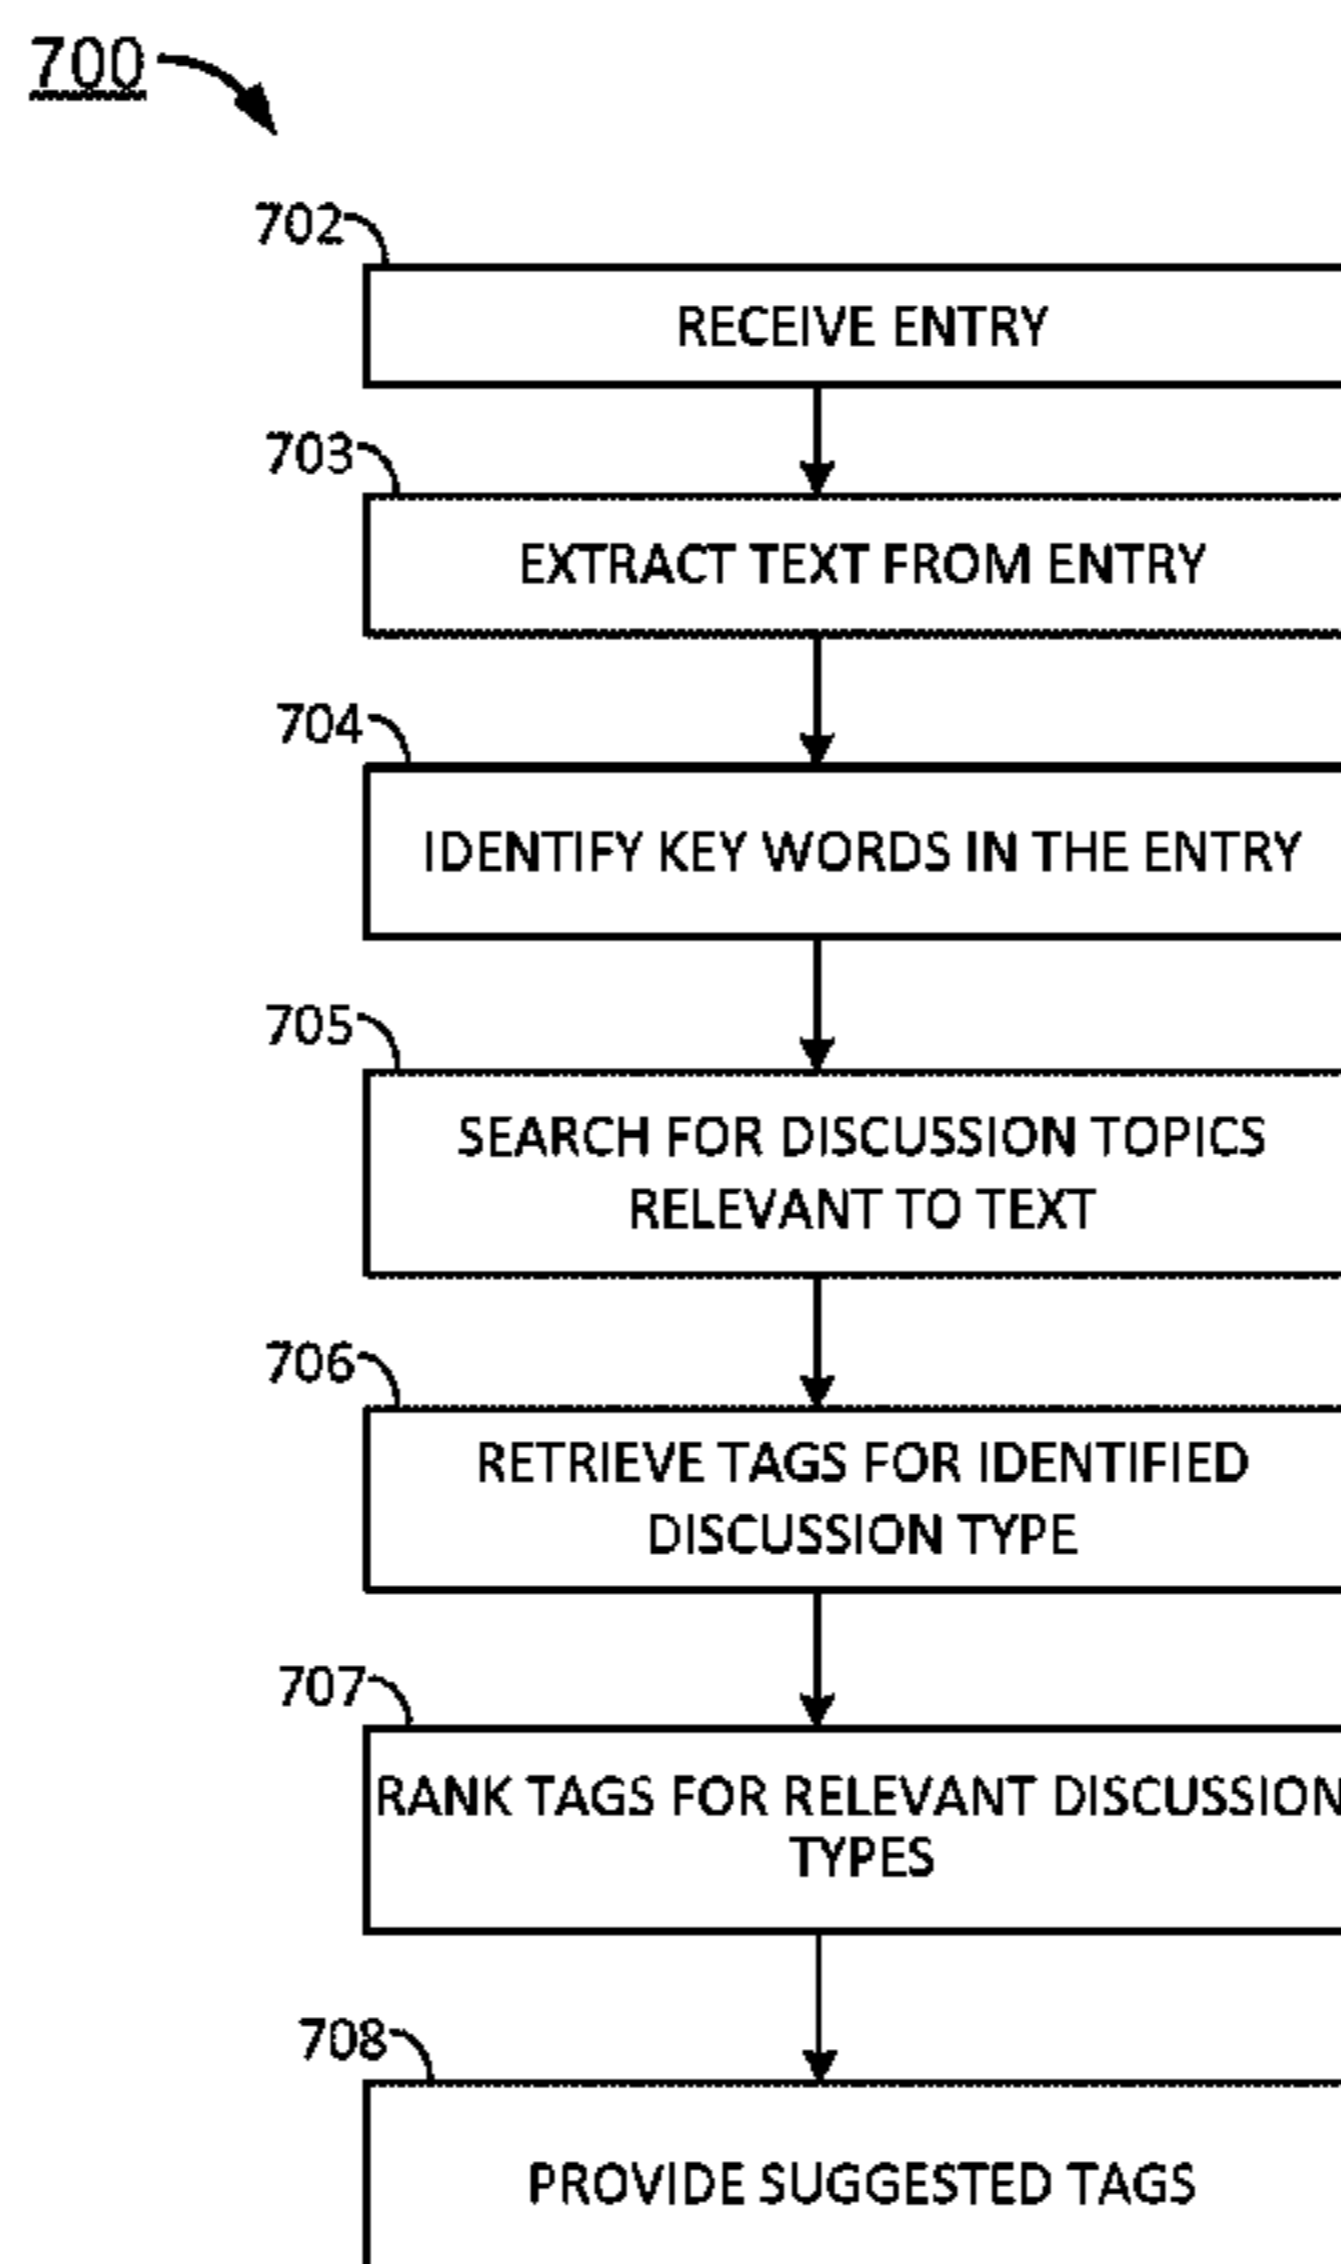 700
702
RECEIVE ENTRY
703
EXTRACT TEXT FROM ENTRY
704
IDENTIFY KEY WORDS IN THE ENTRY
705
SEARCH FOR DISCUSSION TOPICS
RELEVANT TO TEXT
706
RETRIEVE TAGS FOR IDENTIFIED
DISCUSSION TYPE
707
RANK TAGS FOR RELEVANT DISCUSSION
TYPES
708
PROVIDE SUGGESTED TAGS